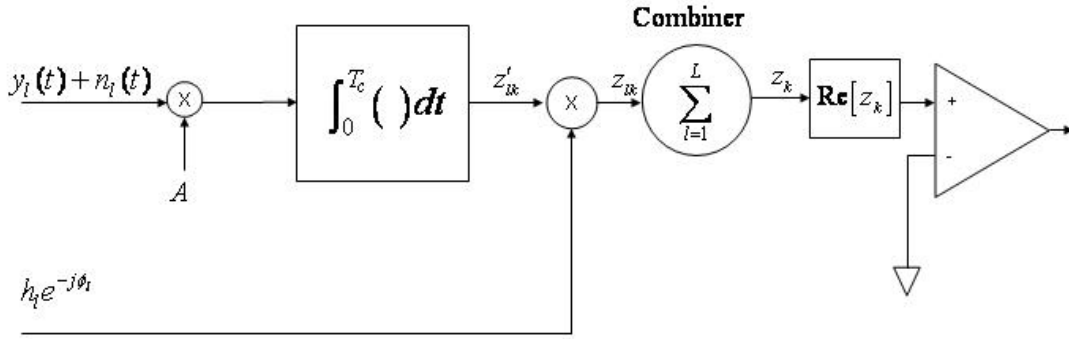 Combiner
y_l(t)+n_l(t)
X
A
∫_0^{T_c} ( ) dt
z'_{lk}
X
z_{lk}
∑_{l=1}^{L}
z_k
Re[z_k]
+
-
h_l e^{-jϕ_l}